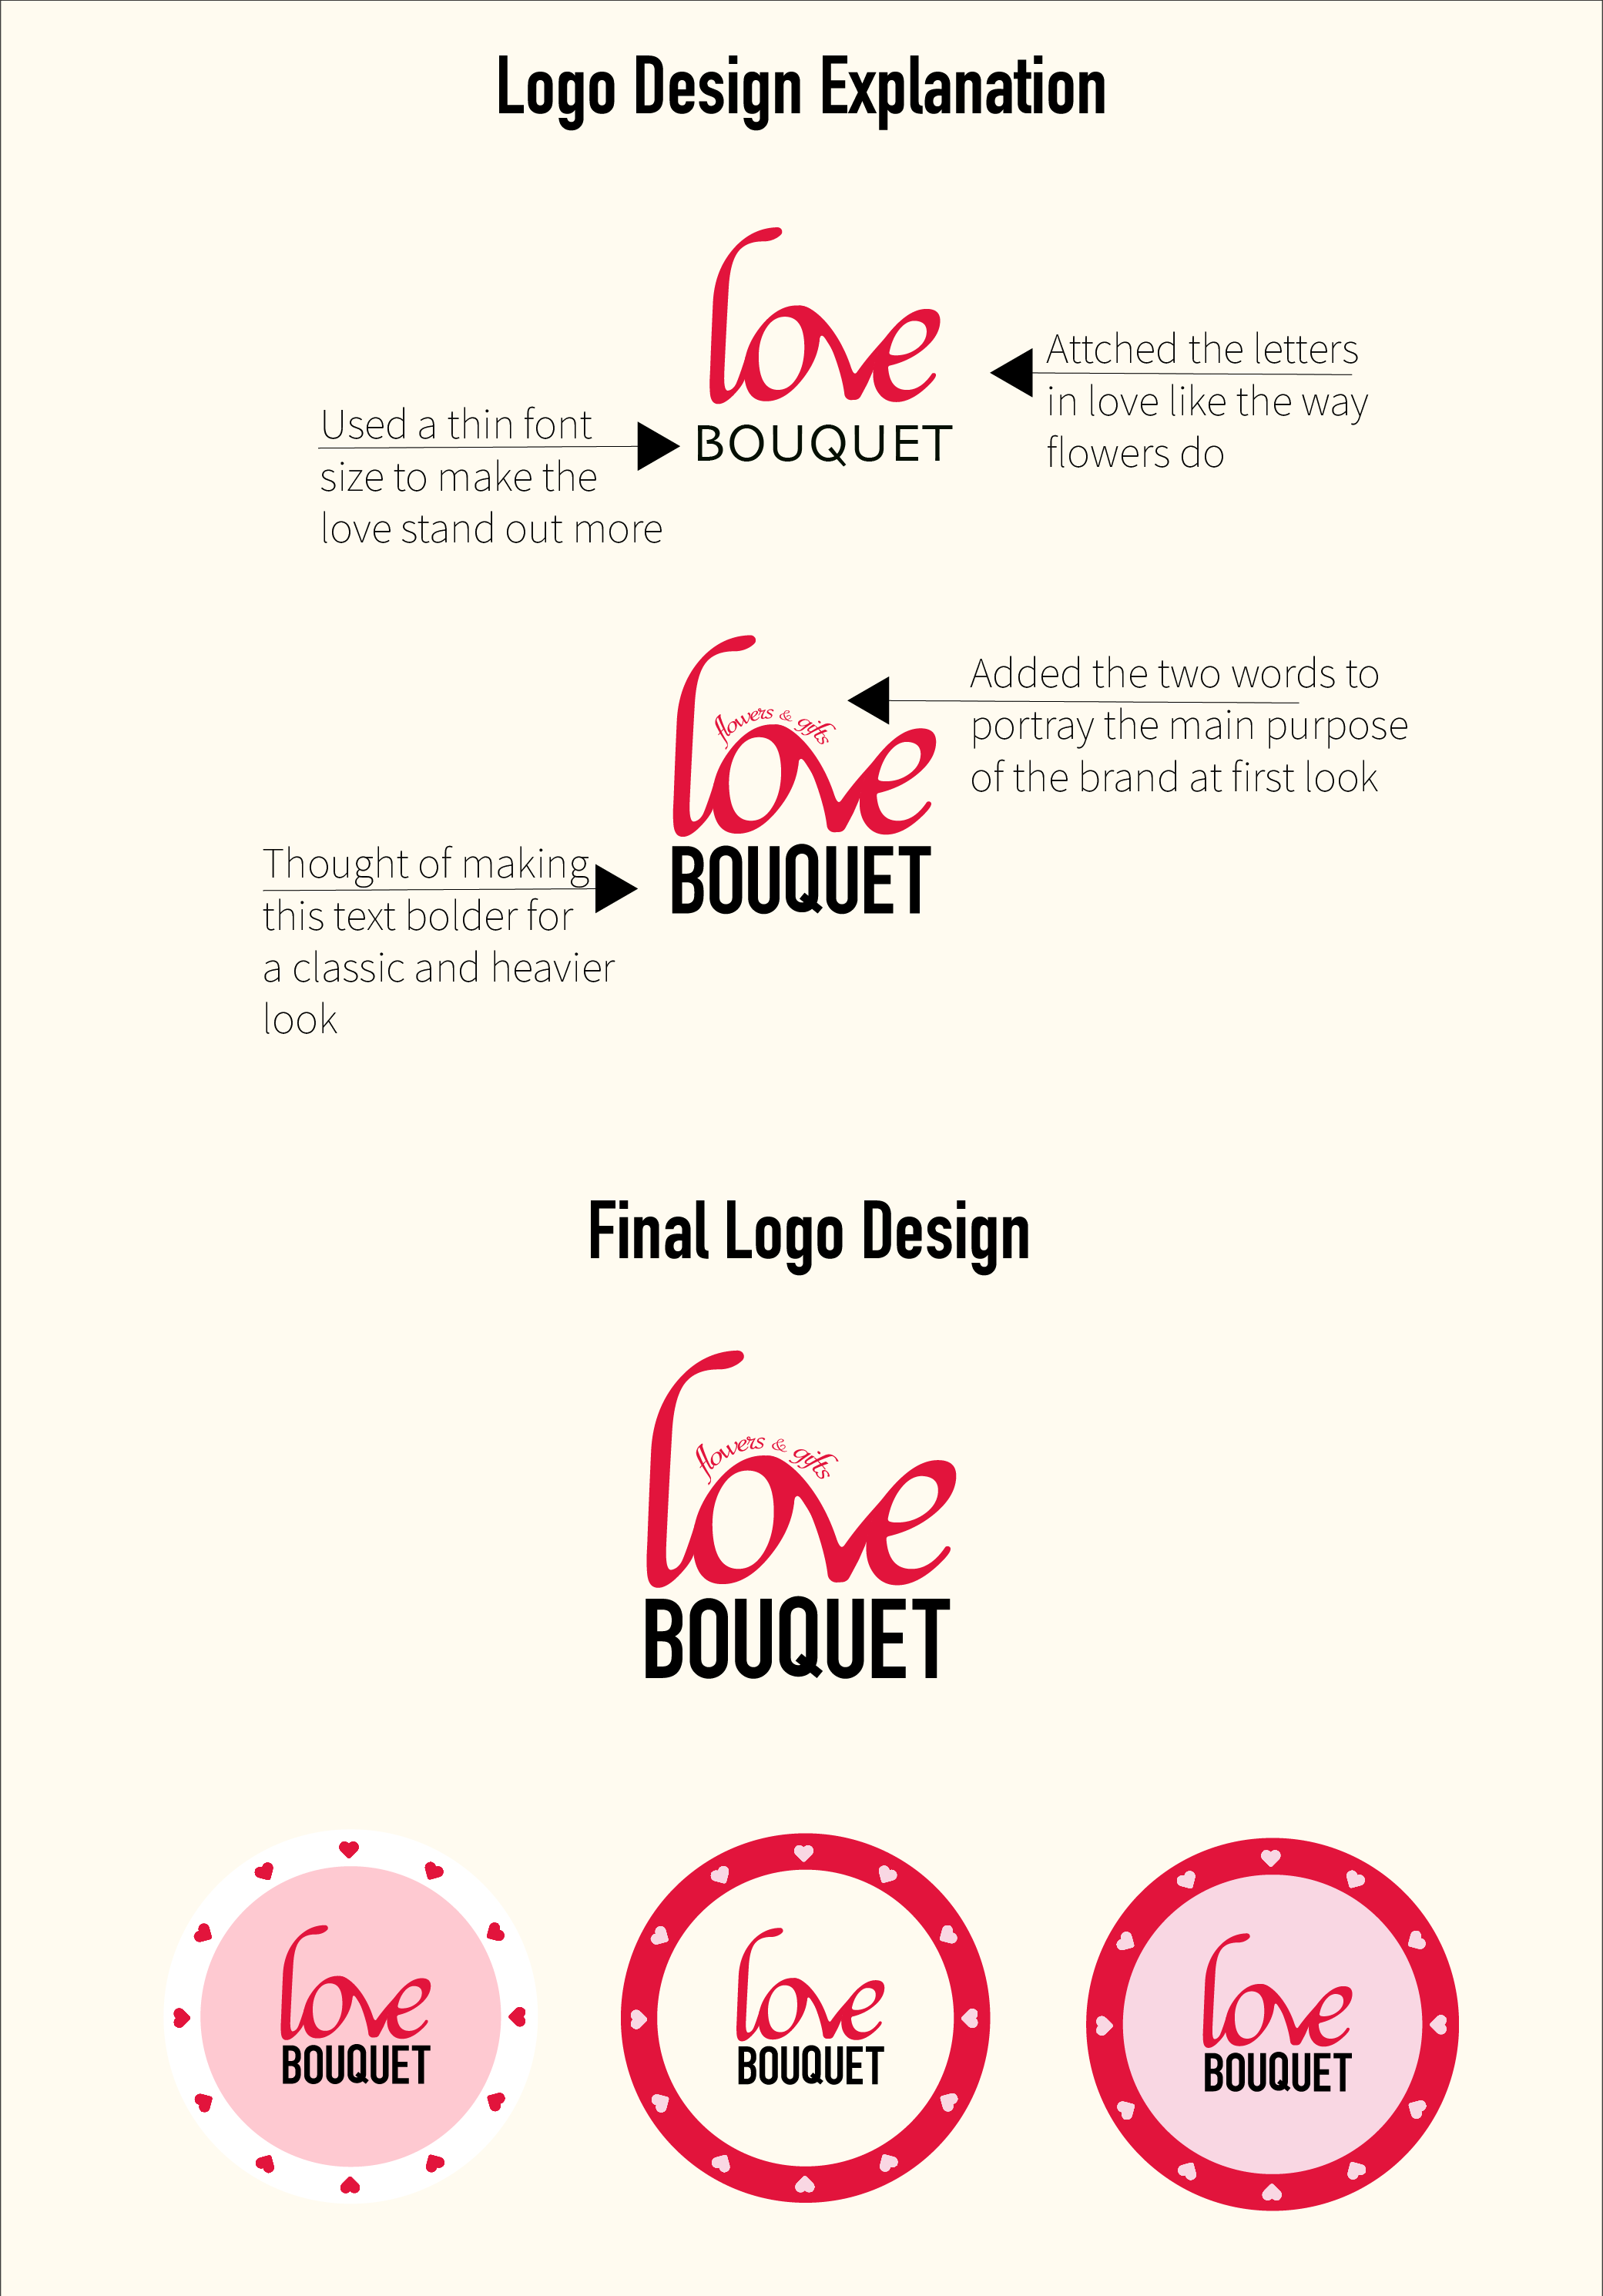 Logo Design Explanation
love
BOUQUET
Attched the letters
in love like the way
flowers do
Used a thin font
size to make the
love stand out more
love
flowers & gifts
BOUQUET
Added the two words to
portray the main purpose
of the brand at first look
Thought of making
this text bolder for
a classic and heavier
look
Final Logo Design
flowers & gifts
love
BOUQUET
love
BOUQUET
love
BOUQUET
love
BOUQUET